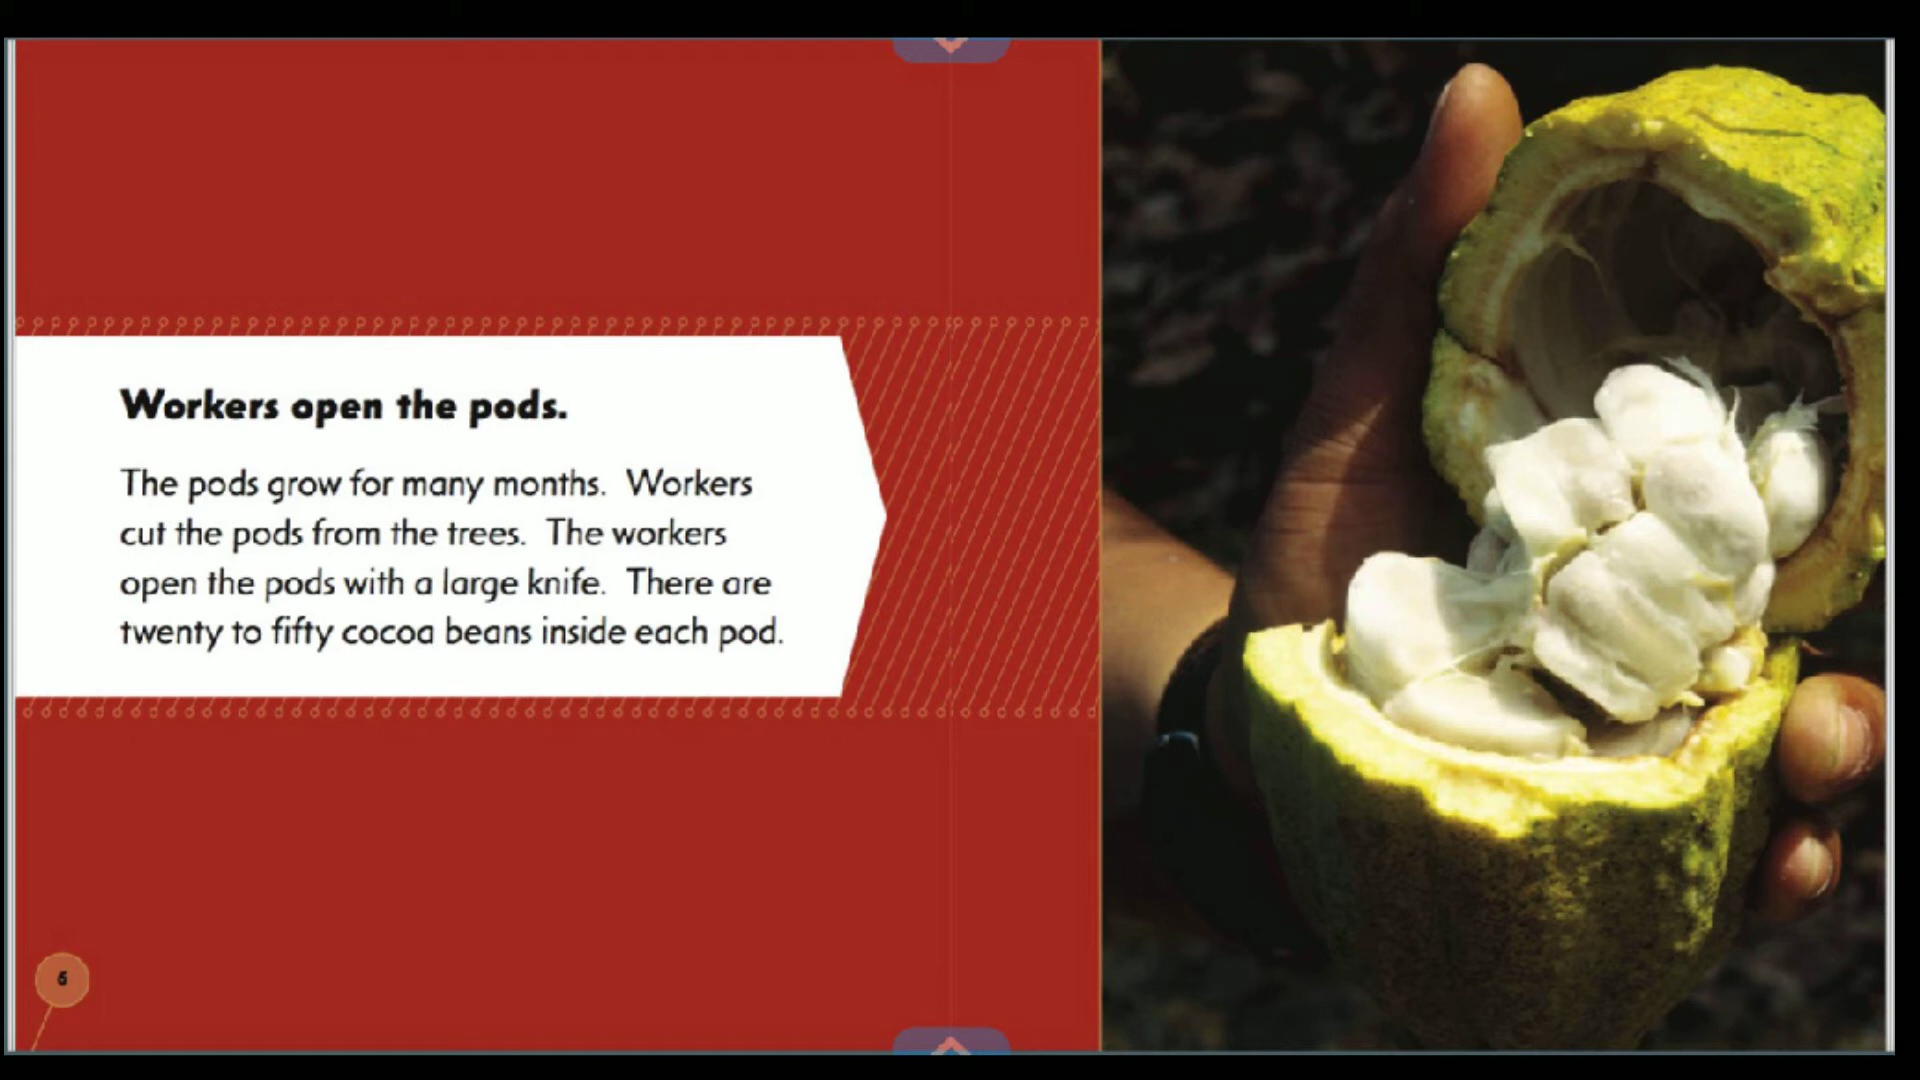 Workers open the pods.
The pods grow for many months. Workers
cut the pods from the trees. The workers
open the pods with a large knife. There are
twenty to fifty cocoa beans inside each pod.
6